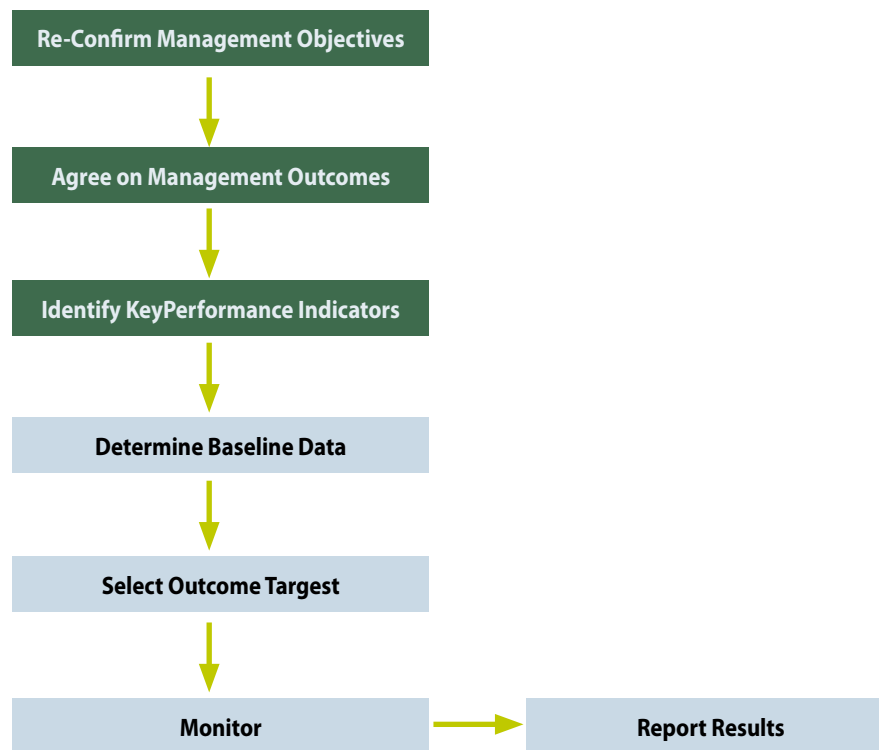 Re-Confirm Management Objectives
Agree on Management Outcomes
Identify KeyPerformance Indicators
Determine Baseline Data
Select Outcome Targest
Monitor
Report Results